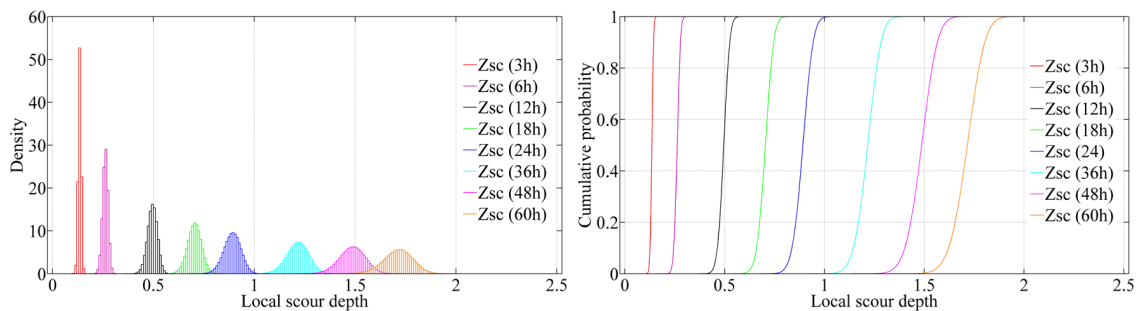 60
50
40
30
20
10
0
Density
0
0.5
1
1.5
2
2.5
Local scour depth
Zsc (3h)
Zsc (6h)
Zsc (12h)
Zsc (18h)
Zsc (24h)
Zsc (36h)
Zsc (48h)
Zsc (60h)
1
0.8
0.6
0.4
0.2
0
Cumulative probability
0
0.5
1
1.5
2
2.5
Local scour depth
Zsc (3h)
Zsc (6h)
Zsc (12h)
Zsc (18h)
Zsc (24)
Zsc (36h)
Zsc (48h)
Zsc (60h)